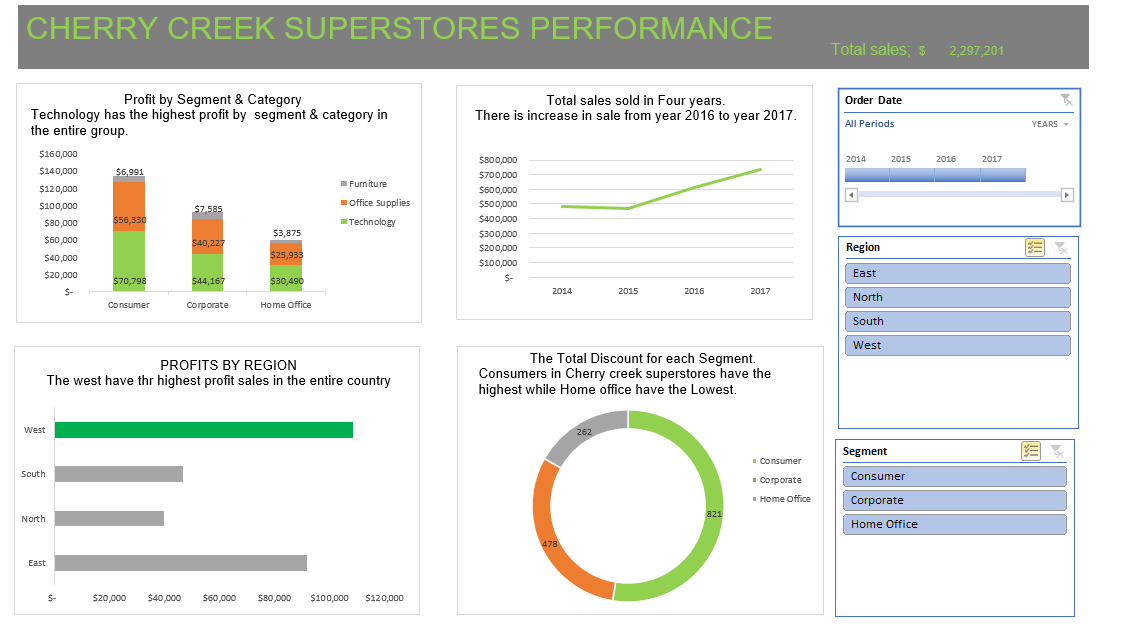 CHERRY CREEK SUPERSTORES PERFORMANCE
Total sales; $ 2,297,201
Profit by Segment & Category
Technology has the highest profit by segment & category in
the entire group.
$160,000
$140,000
$120,000
$100,000
$80,000
$60,000
$40,000
$20,000
$-
$6,991
$56,330
$70,798
$7,585
$40,227
$44,167
$3,875
$25,933
$30,490
Consumer
Corporate
Home Office
Furniture
Office Supplies
Technology
Total sales sold in Four years.
There is increase in sale from year 2016 to year 2017.
$800,000
$700,000
$600,000
$500,000
$400,000
$300,000
$200,000
$100,000
$-
2014
2015
2016
2017
Order Date
All Periods
YEARS
2014
2015
2016
2017
Region
East
North
South
West
PROFITS BY REGION
The west have thr highest profit sales in the entire country
West
South
North
East
$-
$20,000
$40,000
$60,000
$80,000
$100,000
$120,000
The Total Discount for each Segment.
Consumers in Cherry creek superstores have the
highest while Home office have the Lowest.
262
821
478
Consumer
Corporate
Home Office
Segment
Consumer
Corporate
Home Office